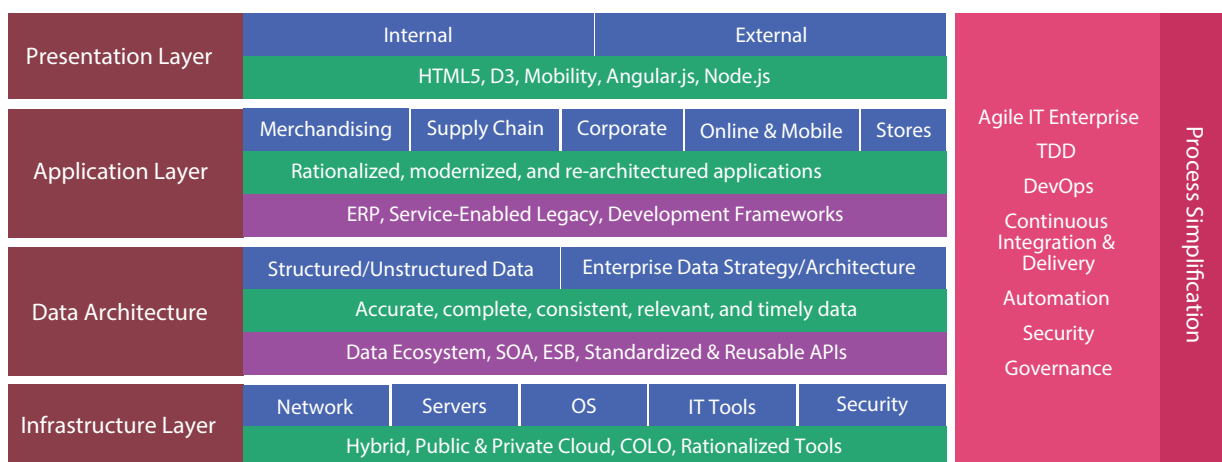 Presentation Layer
Internal
External
HTML5, D3, Mobility, Angular.js, Node.js
Application Layer
Merchandising
Supply Chain
Corporate
Online & Mobile
Stores
Rationalized, modernized, and re-architectured applications
ERP, Service-Enabled Legacy, Development Frameworks
Data Architecture
Structured/Unstructured Data
Enterprise Data Strategy/Architecture
Accurate, complete, consistent, relevant, and timely data
Data Ecosystem, SOA, ESB, Standardized & Reusable APIs
Infrastructure Layer
Network
Servers
OS
IT Tools
Security
Hybrid, Public & Private Cloud, COLO, Rationalized Tools
Agile IT Enterprise
TDD
DevOps
Continuous
Integration &
Delivery
Automation
Security
Governance
Process Simplification